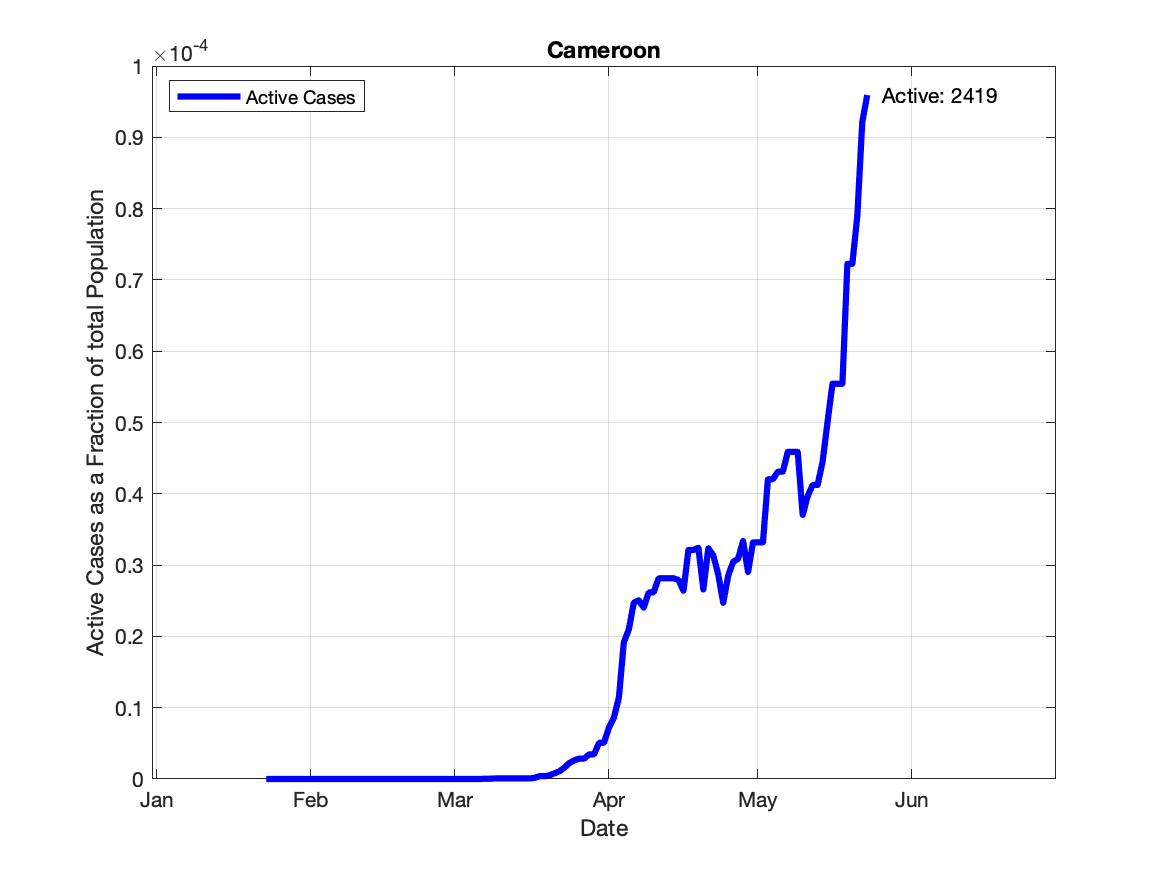 Cameroon
×10-4
Active Cases
Active: 2419
1
0.9
0.8
0.7
0.6
0.5
0.4
0.3
0.2
0.1
0
Active Cases as a Fraction of total Population
Jan Feb Mar Apr May Jun
Date